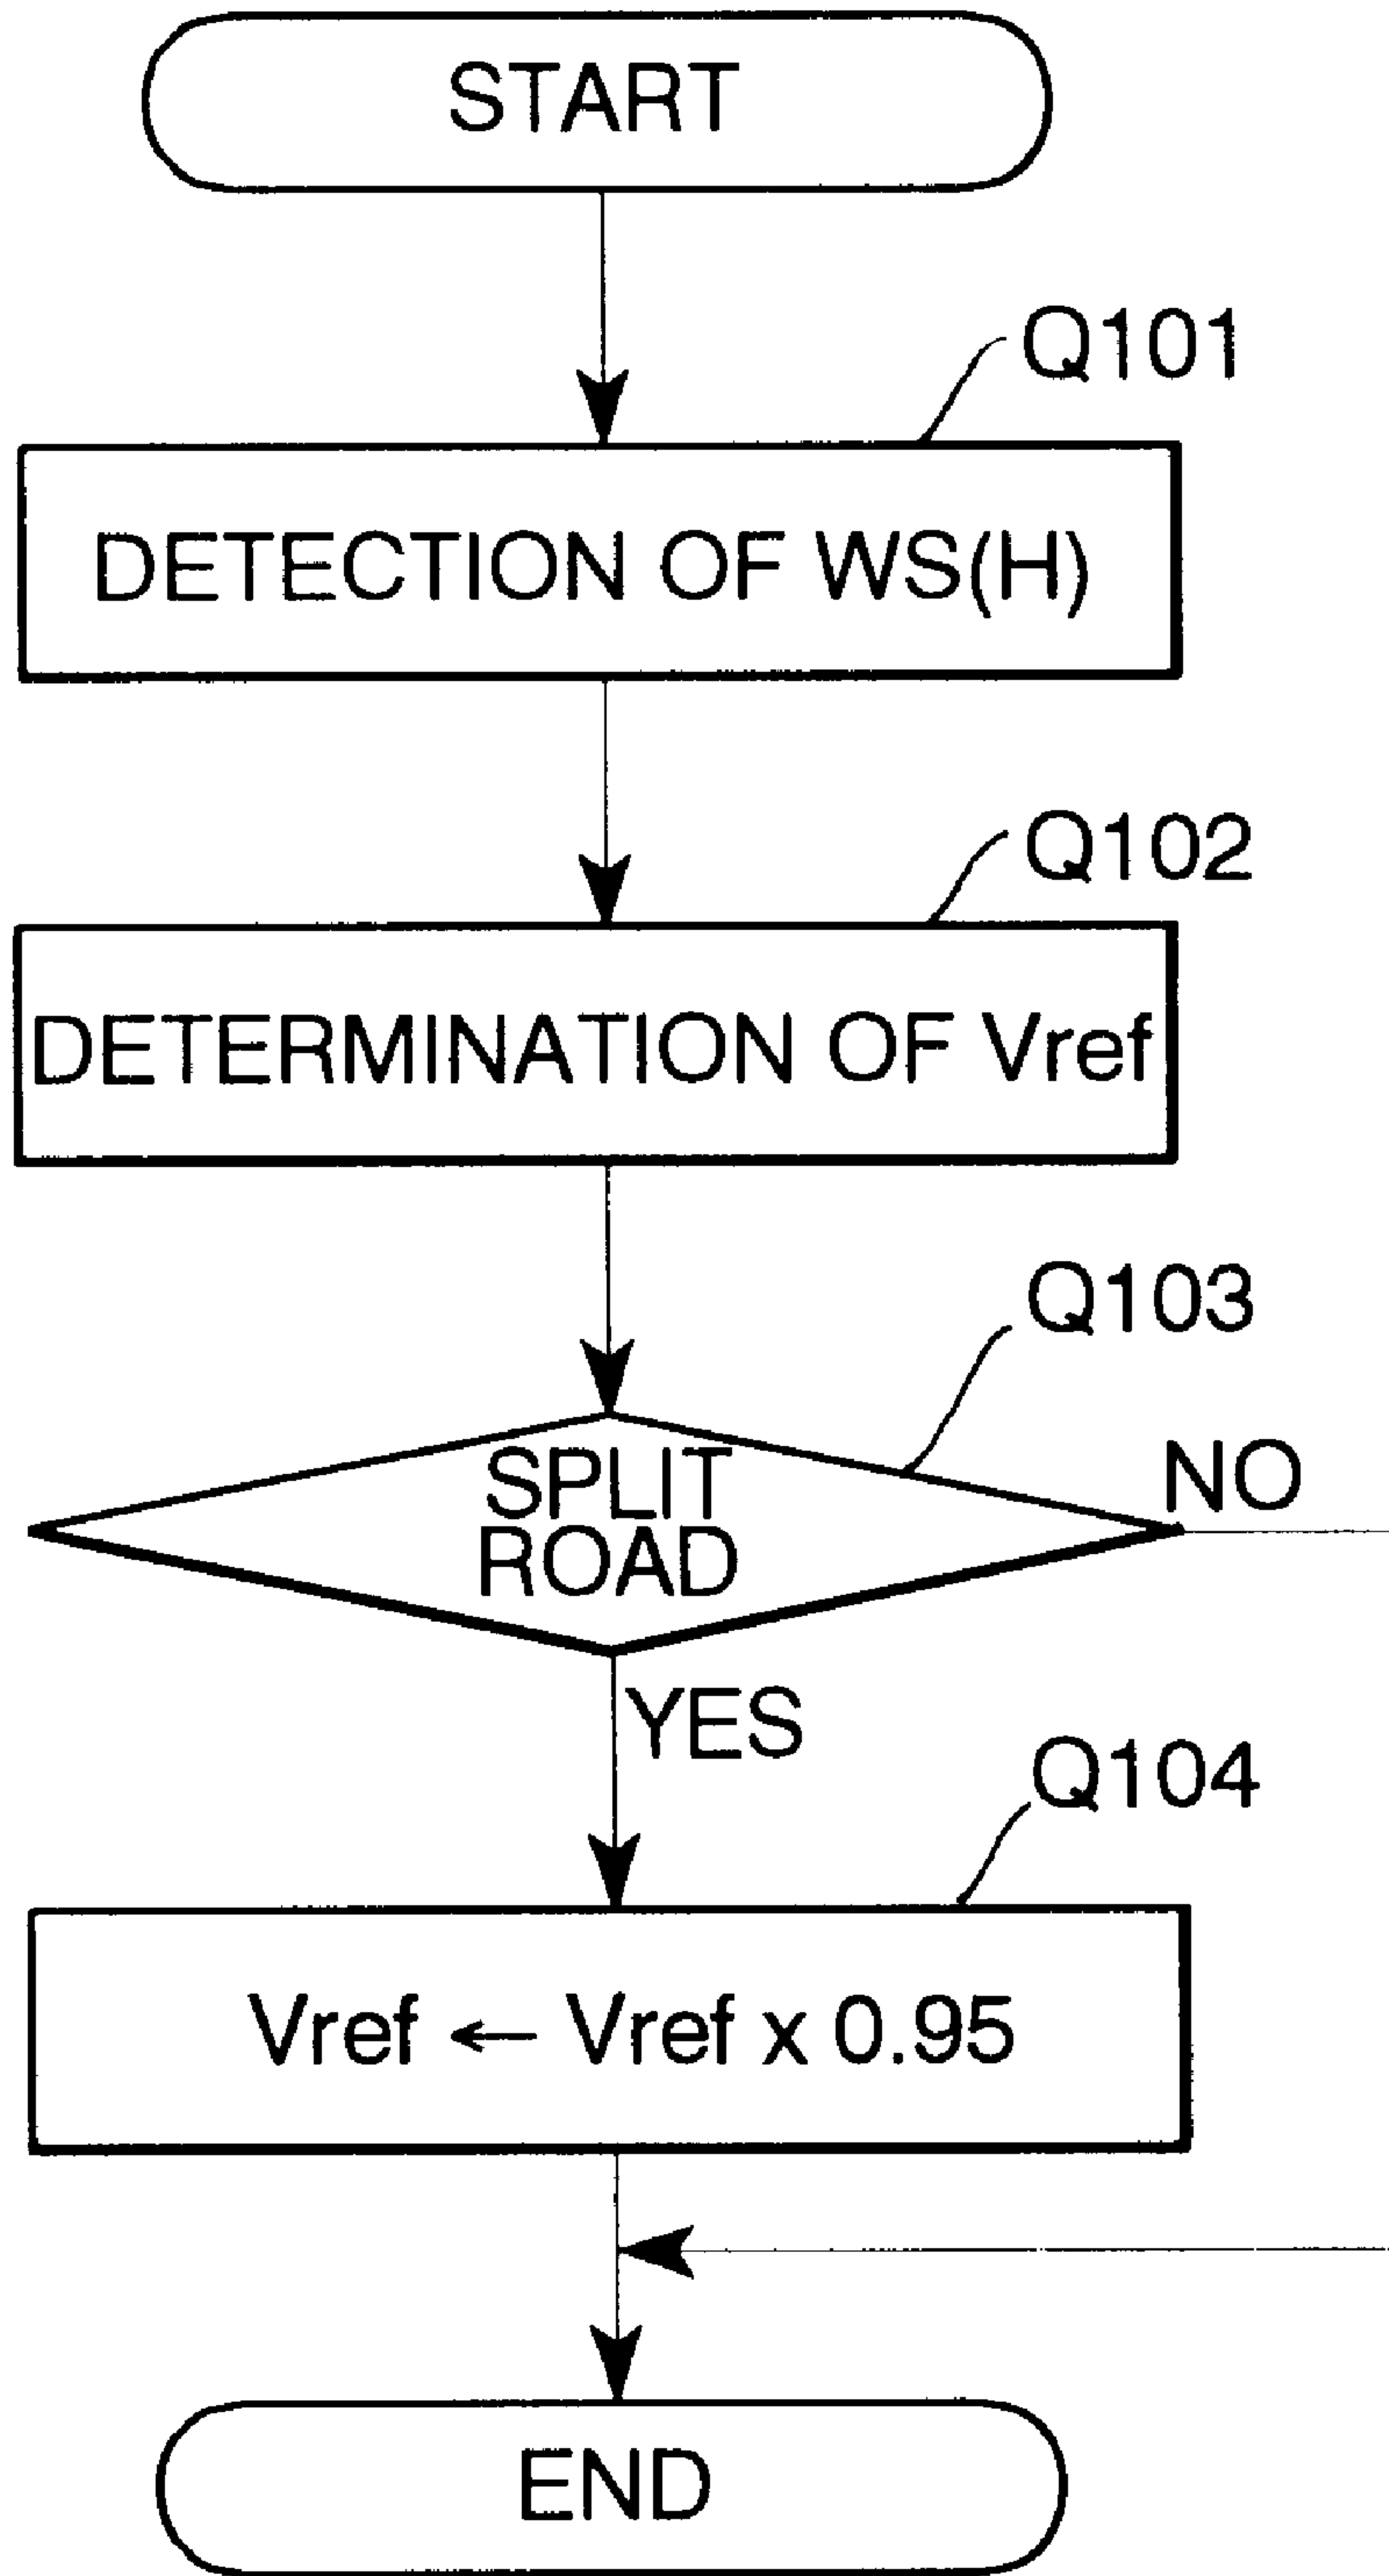 START
Q101
DETECTION OF WS(H)
Q102
DETERMINATION OF Vref
Q103
SPLIT
ROAD
NO
YES
Q104
Vref ← Vref x 0.95
END